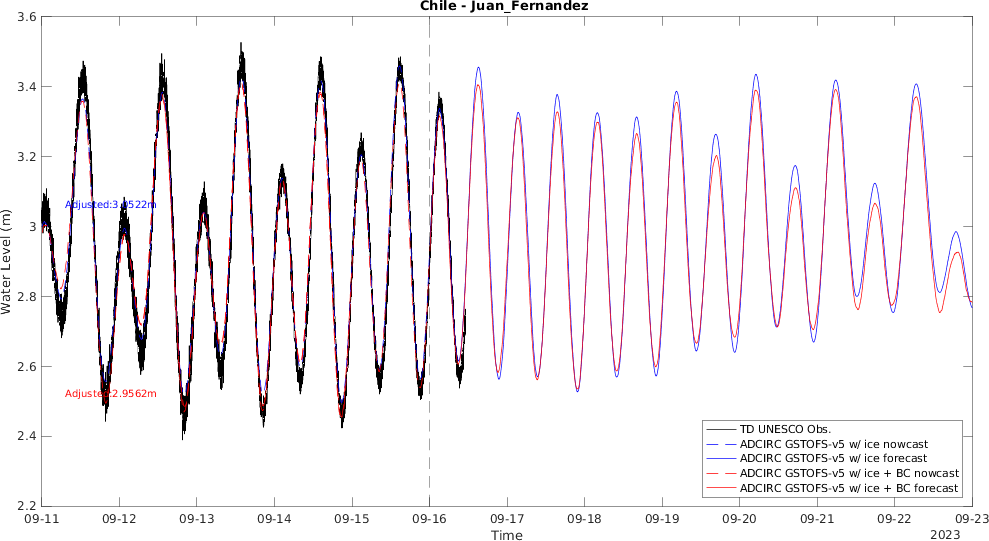 Chile - Juan_Fernandez
3.6
3.4
3.2
3
2.8
2.6
2.4
2.2
Water Level (m)
Adjusted:3.0522m
Adjusted:2.9562m
TD UNESCO Obs.
ADCIRC GSTOFS-v5 w/ ice nowcast
ADCIRC GSTOFS-v5 w/ ice forecast
ADCIRC GSTOFS-v5 w/ ice + BC nowcast
ADCIRC GSTOFS-v5 w/ ice + BC forecast
09-11 09-12 09-13 09-14 09-15 09-16 09-17 09-18 09-19 09-20 09-21 09-22 09-23
Time
2023